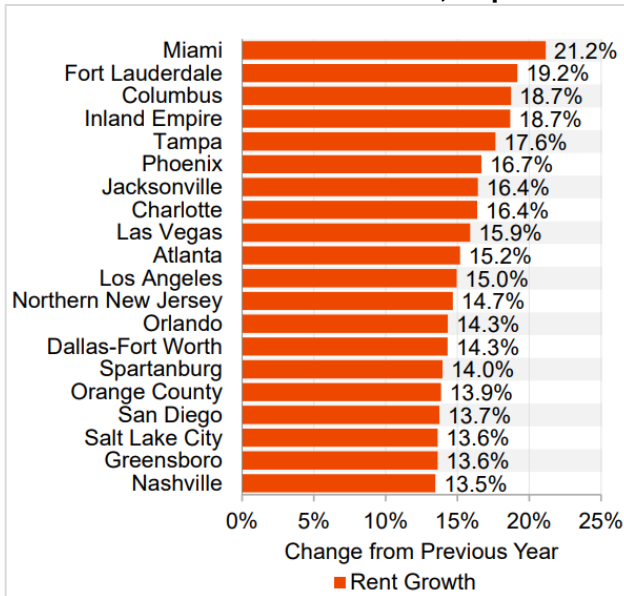 Miami 21.2%
Fort Lauderdale 19.2%
Columbus 18.7%
Inland Empire 18.7%
Tampa 17.6%
Phoenix 16.7%
Jacksonville 16.4%
Charlotte 16.4%
Las Vegas 15.9%
Atlanta 15.2%
Los Angeles 15.0%
Northern New Jersey 14.7%
Orlando 14.3%
Dallas-Fort Worth 14.3%
Spartanburg 14.0%
Orange County 13.9%
San Diego 13.7%
Salt Lake City 13.6%
Greensboro 13.6%
Nashville 13.5%
0% 5% 10% 15% 20% 25%
Change from Previous Year
Rent Growth